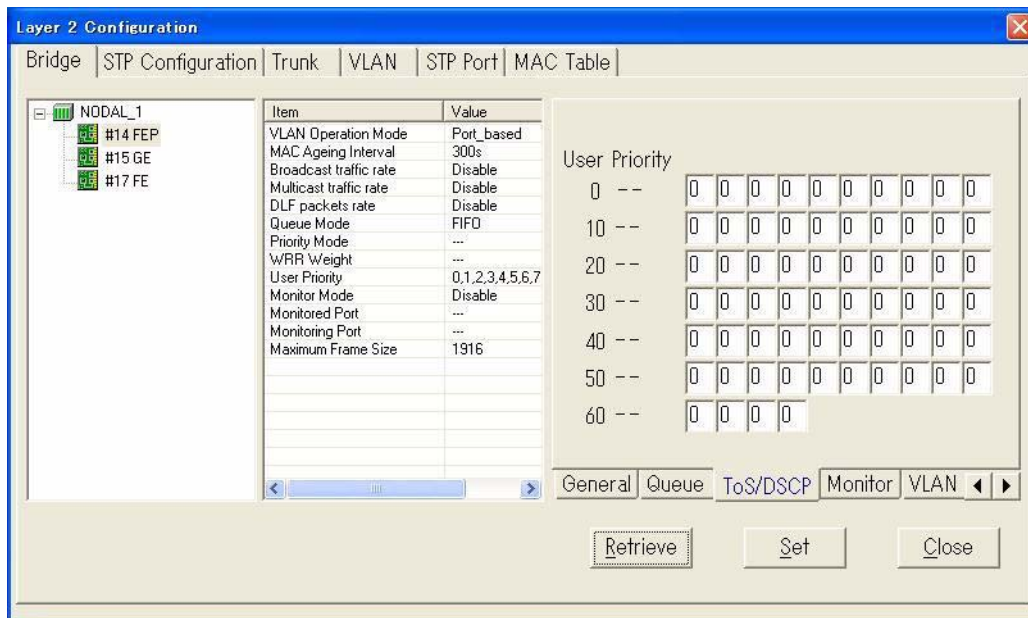 Layer 2 Configuration
Bridge STP Configuration Trunk VLAN STP Port MAC Table
NODAL_1
#14 FEP
#15 GE
#17 FE
Item Value
VLAN Operation Mode Port_based
MAC Ageing Interval 300s
Broadcast traffic rate Disable
Multicast traffic rate Disable
DLF packets rate Disable
Queue Mode FIFO
Priority Mode ---
WRR Weight ---
User Priority 0,1,2,3,4,5,6,7
Monitor Mode Disable
Monitored Port ---
Monitoring Port ---
Maximum Frame Size 1916
User Priority
0 -- 0 0 0 0 0 0 0 0 0 0
10 -- 0 0 0 0 0 0 0 0 0 0
20 -- 0 0 0 0 0 0 0 0 0 0
30 -- 0 0 0 0 0 0 0 0 0 0
40 -- 0 0 0 0 0 0 0 0 0 0
50 -- 0 0 0 0 0 0 0 0 0 0
60 -- 0 0 0 0
General Queue ToS/DSCP Monitor VLAN
Retrieve Set Close